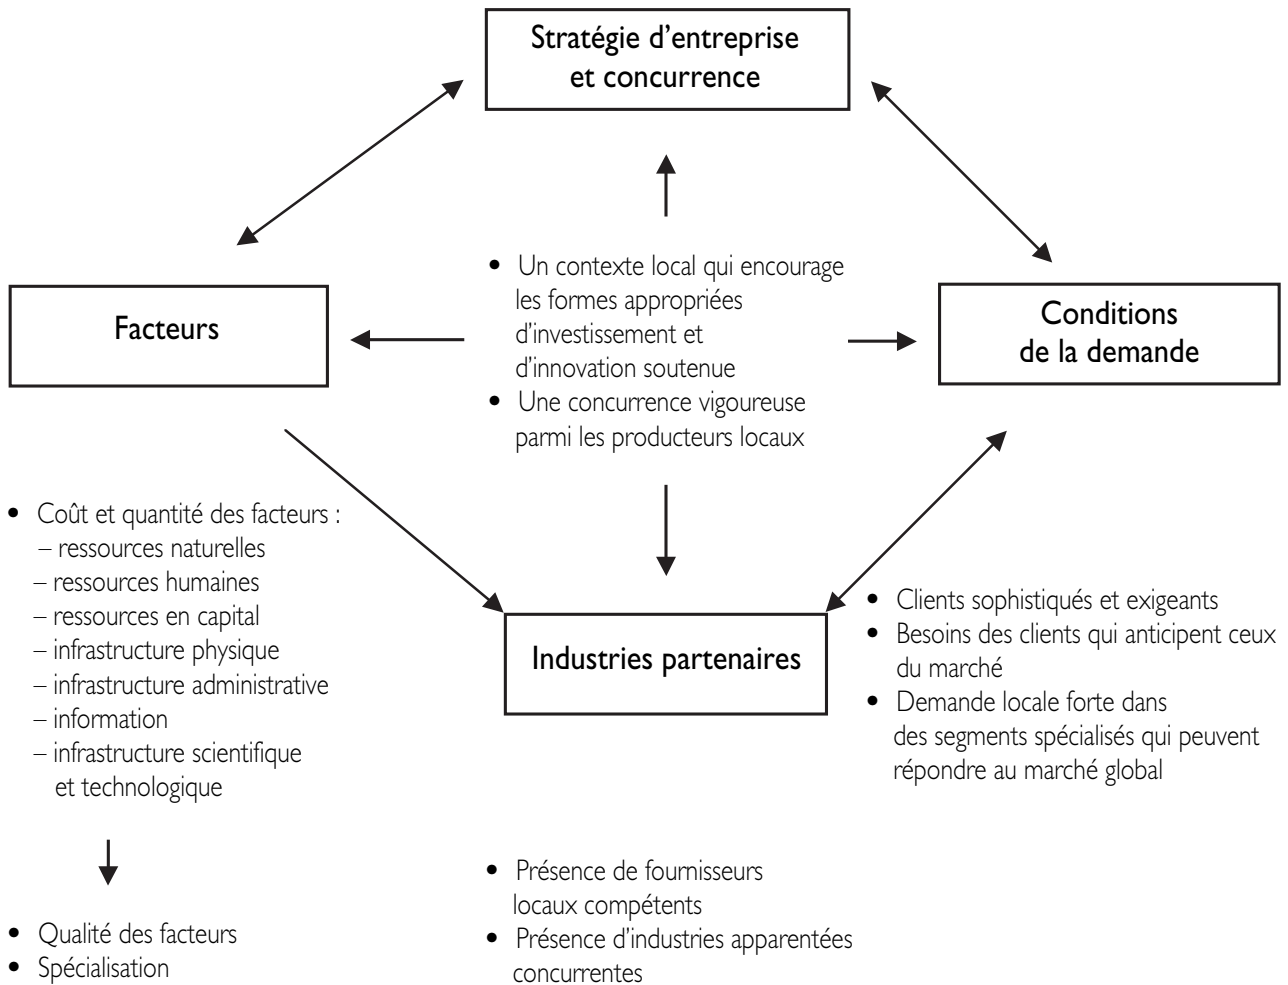 Stratégie d’entreprise
et concurrence
• Un contexte local qui encourage
les formes appropriées
d’investissement et
d’innovation soutenue
• Une concurrence vigoureuse
parmi les producteurs locaux
Facteurs
Conditions
de la demande
• Coût et quantité des facteurs :
– ressources naturelles
– ressources humaines
– ressources en capital
– infrastructure physique
– infrastructure administrative
– information
– infrastructure scientifique
et technologique
• Qualité des facteurs
• Spécialisation
Industries partenaires
• Présence de fournisseurs
locaux compétents
• Présence d’industries apparentées
concurrentes
• Clients sophistiqués et exigeants
• Besoins des clients qui anticipent ceux
du marché
• Demande locale forte dans
des segments spécialisés qui peuvent
répondre au marché global